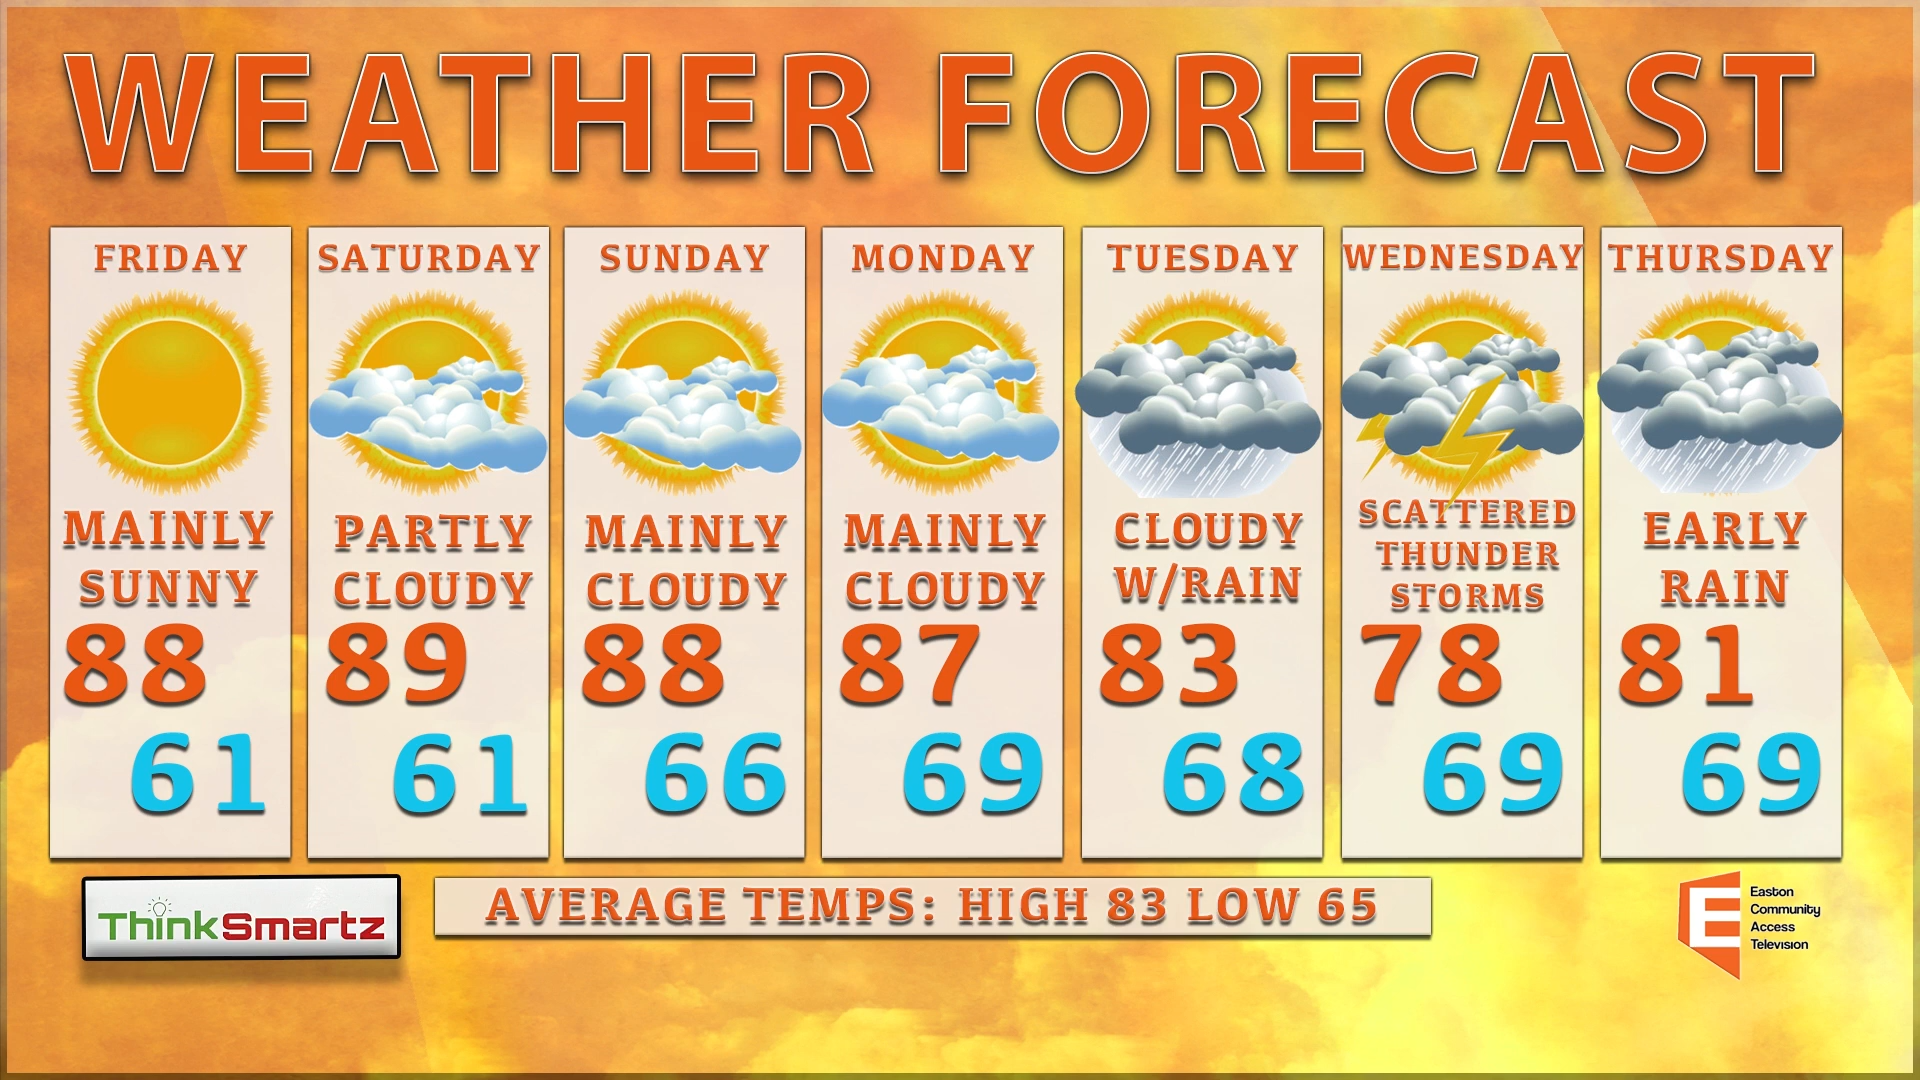 WEATHER FORECAST
FRIDAY
MAINLY
SUNNY
88
61
SATURDAY
PARTLY
CLOUDY
89
61
SUNDAY
MAINLY
CLOUDY
88
66
MONDAY
MAINLY
CLOUDY
87
69
TUESDAY
CLOUDY
W/RAIN
83
68
WEDNESDAY
SCATTERED
THUNDER
STORMS
78
69
THURSDAY
EARLY
RAIN
81
69
ThinkSmartz
AVERAGE TEMPS: HIGH 83 LOW 65
E
Easton
Community
Access
Television